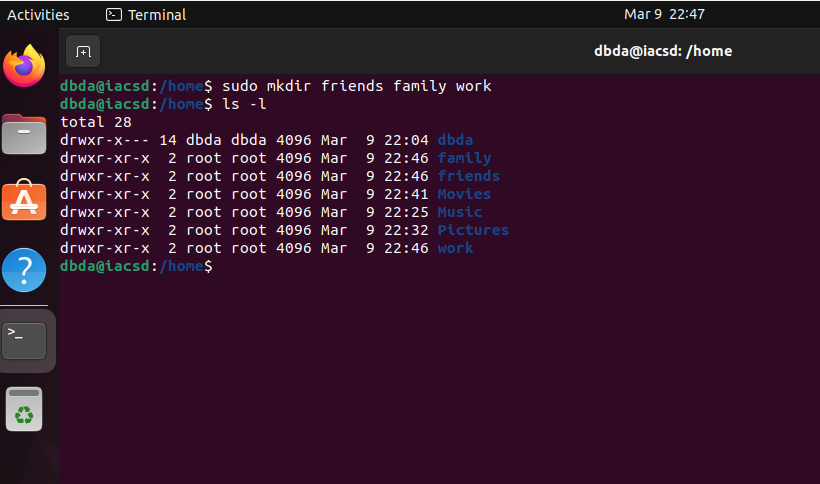 Activities Terminal Mar 9 22:47
dbda@iacsd: /home
dbda@iacsd:/home$ sudo mkdir friends family work
dbda@iacsd:/home$ ls -l
total 28
drwxr-x--- 14 dbda dbda 4096 Mar  9 22:04 dbda
drwxr-xr-x  2 root root 4096 Mar  9 22:46 family
drwxr-xr-x  2 root root 4096 Mar  9 22:46 friends
drwxr-xr-x  2 root root 4096 Mar  9 22:41 Movies
drwxr-xr-x  2 root root 4096 Mar  9 22:25 Music
drwxr-xr-x  2 root root 4096 Mar  9 22:32 Pictures
drwxr-xr-x  2 root root 4096 Mar  9 22:46 work
dbda@iacsd:/home$